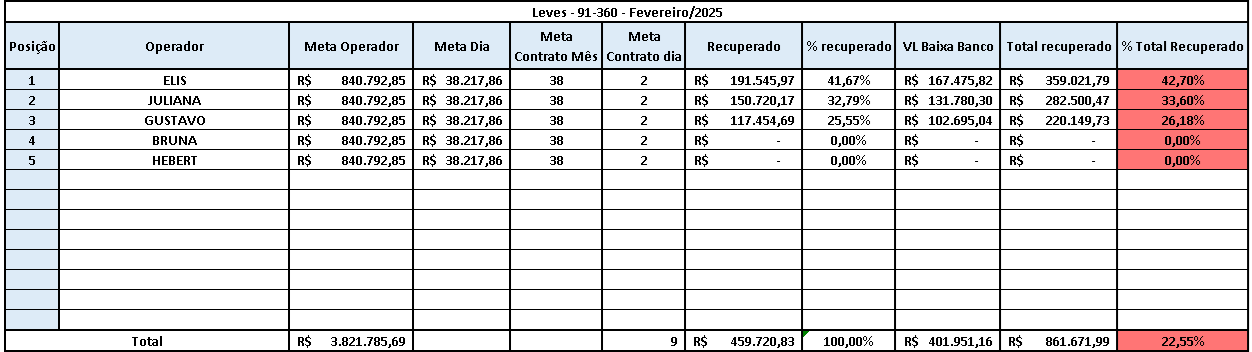 Leves - 91-360 - Fevereiro/2025
Posição Operador Meta Operador Meta Dia Meta Contrato Mês Meta Contrato dia Recuperado % recuperado VL Baixa Banco Total recuperado % Total Recuperado
1 ELIS R$ 840.792,85 R$ 38.217,86 38 2 R$ 191.545,97 41,67% R$ 167.475,82 R$ 359.021,79 42,70%
2 JULIANA R$ 840.792,85 R$ 38.217,86 38 2 R$ 150.720,17 32,79% R$ 131.780,30 R$ 282.500,47 33,60%
3 GUSTAVO R$ 840.792,85 R$ 38.217,86 38 2 R$ 117.454,69 25,55% R$ 102.695,04 R$ 220.149,73 26,18%
4 BRUNA R$ 840.792,85 R$ 38.217,86 38 2 R$ - 0,00% R$ - R$ - 0,00%
5 HEBERT R$ 840.792,85 R$ 38.217,86 38 2 R$ - 0,00% R$ - R$ - 0,00%
Total R$ 3.821.785,69 9 R$ 459.720,83 100,00% R$ 401.951,16 R$ 861.671,99 22,55%